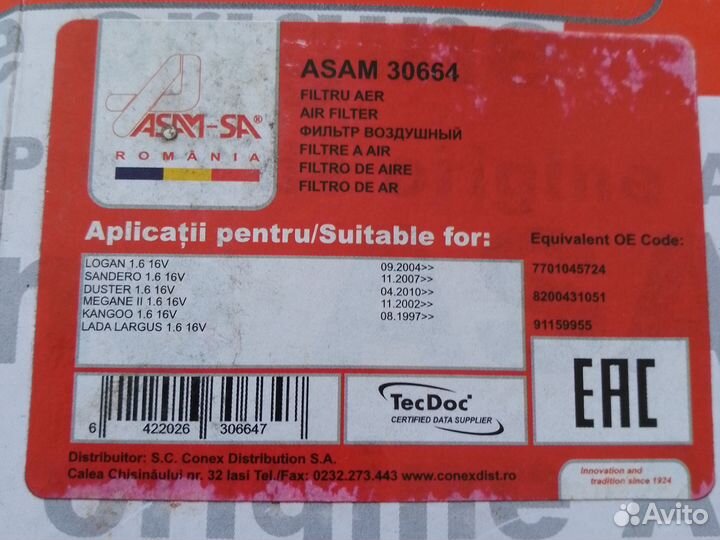 ASAM-SA®
ROMÂNIA
ASAM 30654
FILTRU AER
AIR FILTER
ФИЛЬТР ВОЗДУШНЫЙ
FILTRE A AIR
FILTRO DE AIRE
FILTRO DE AR
Aplicații pentru/Suitable for:
LOGAN 1.6 16V 09.2004>>
SANDERO 1.6 16V 11.2007>>
DUSTER 1.6 16V 04.2010>>
MEGANE II 1.6 16V 11.2002>>
KANGOO 1.6 16V 08.1997>>
LADA LARGUS 1.6 16V
Equivalent OE Code:
7701045724
8200431051
91159955
6 422026 306647
TecDoc
CERTIFIED DATA SUPPLIER
EAC
Distribuitor: S.C. Conex Distribution S.A.
Calea Chișinăului nr. 32 Iasi Tel./Fax: 0232.273.443 www.conexdist.ro
Innovation and
tradition since 1924
Avito